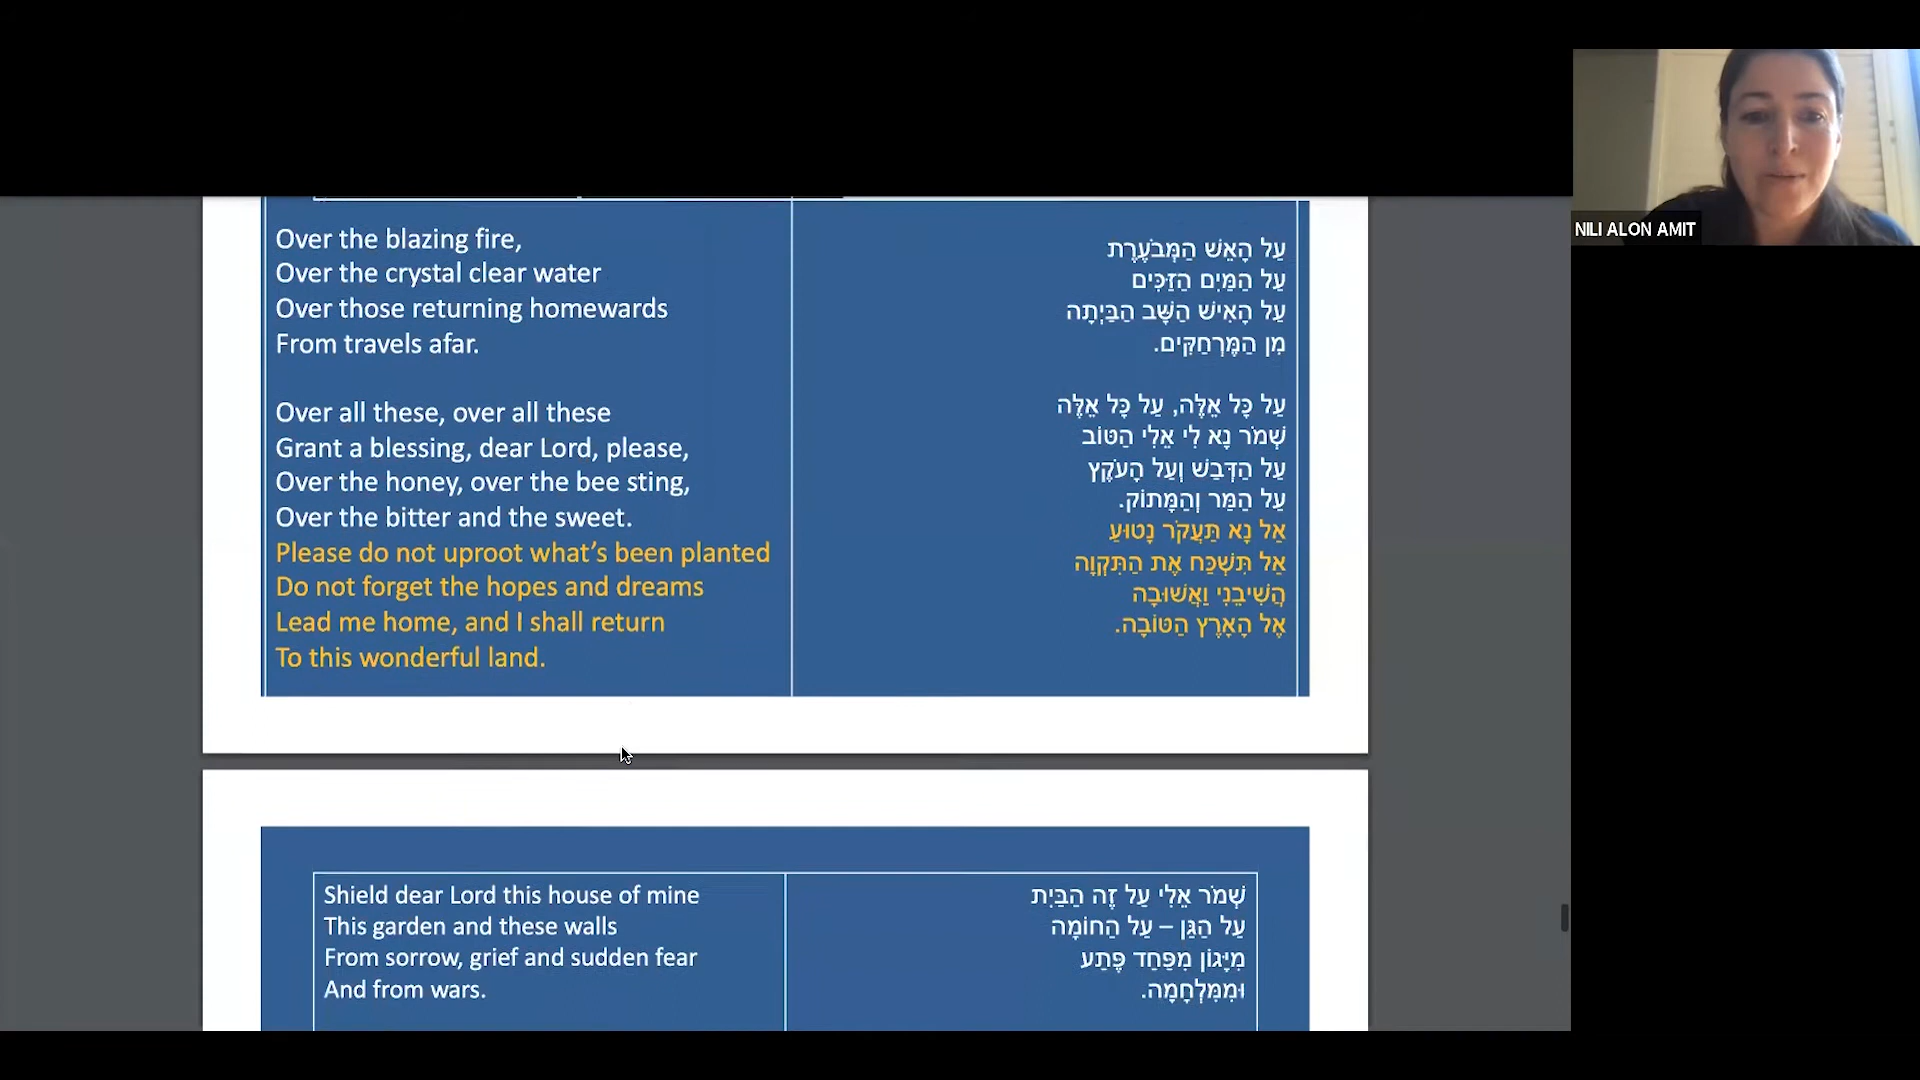 Over the blazing fire,
Over the crystal clear water
Over those returning homewards
From travels afar.
Over all these, over all these
Grant a blessing, dear Lord, please,
Over the honey, over the bee sting,
Over the bitter and the sweet.
Please do not uproot what’s been planted
Do not forget the hopes and dreams
Lead me home, and I shall return
To this wonderful land.
עַל הָאֵשׁ הַמְּבֹעֶרֶת
עַל הַמַּיִם הַזַּכִּים
עַל הָאִישׁ הַשָּׁב הַבַּיְתָה
מִן הַמֶּרְחַקִּים.
עַל כָּל אֵלֶּה, עַל כָּל אֵלֶּה
שְׁמֹר נָא לִי אֵלִי הַטּוֹב
עַל הַדְּבַשׁ וְעַל הָעֹקֶץ
עַל הַמַּר וְהַמָּתוֹק.
אַל נָא תַּעֲקֹר נָטוּעַ
אַל תִּשְׁכַּח אֶת הַתִּקְוָה
הֲשִׁיבֵנִי וְאָשׁוּבָה
אֶל הָאָרֶץ הַטּוֹבָה.
Shield dear Lord this house of mine
This garden and these walls
From sorrow, grief and sudden fear
And from wars.
שְׁמֹר אֵלִי עַל זֶה הַבַּיִת
עַל הַגַּן – עַל הַחוֹמָה
מִיָּגוֹן מִפַּחַד פֶּתַע
וּמִמִּלְחָמָה.
NILI ALON AMIT